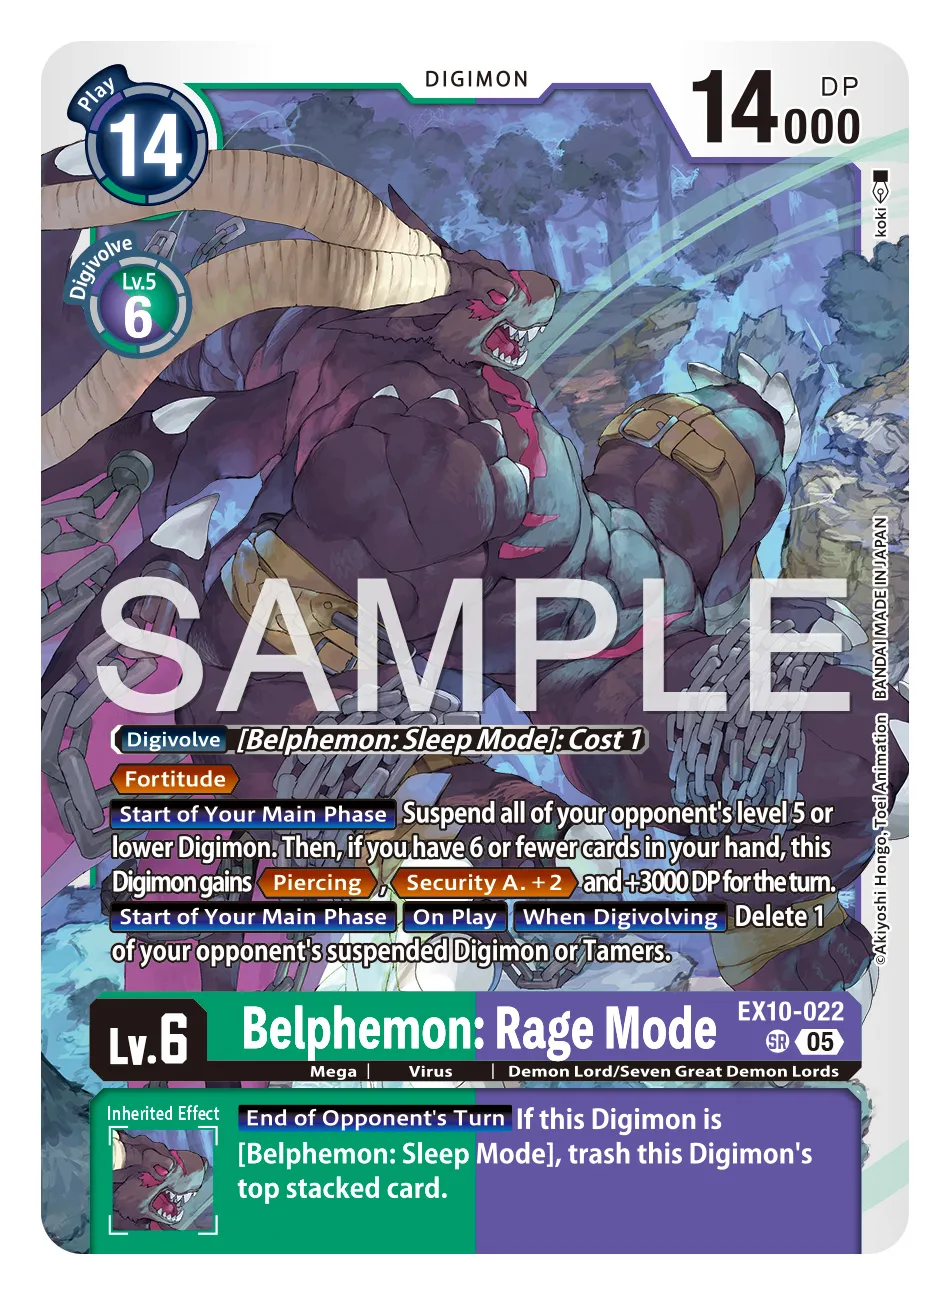 DIGIMON
Play
14
DP
14000
Digivolve
Lv.5
6
koki
SAMPLE
©Akiyoshi Hongo, Toei Animation BANDAI MADE IN JAPAN
Digivolve [Belphemon: Sleep Mode]: Cost 1
Fortitude
Start of Your Main Phase Suspend all of your opponent's level 5 or
lower Digimon. Then, if you have 6 or fewer cards in your hand, this
Digimon gains Piercing, Security A. +2 and +3000 DP for the turn.
Start of Your Main Phase On Play When Digivolving Delete 1
of your opponent's suspended Digimon or Tamers.
Lv.6
Belphemon: Rage Mode
EX10-022
SR 05
Mega | Virus | Demon Lord/Seven Great Demon Lords
Inherited Effect
End of Opponent's Turn If this Digimon is
[Belphemon: Sleep Mode], trash this Digimon's
top stacked card.